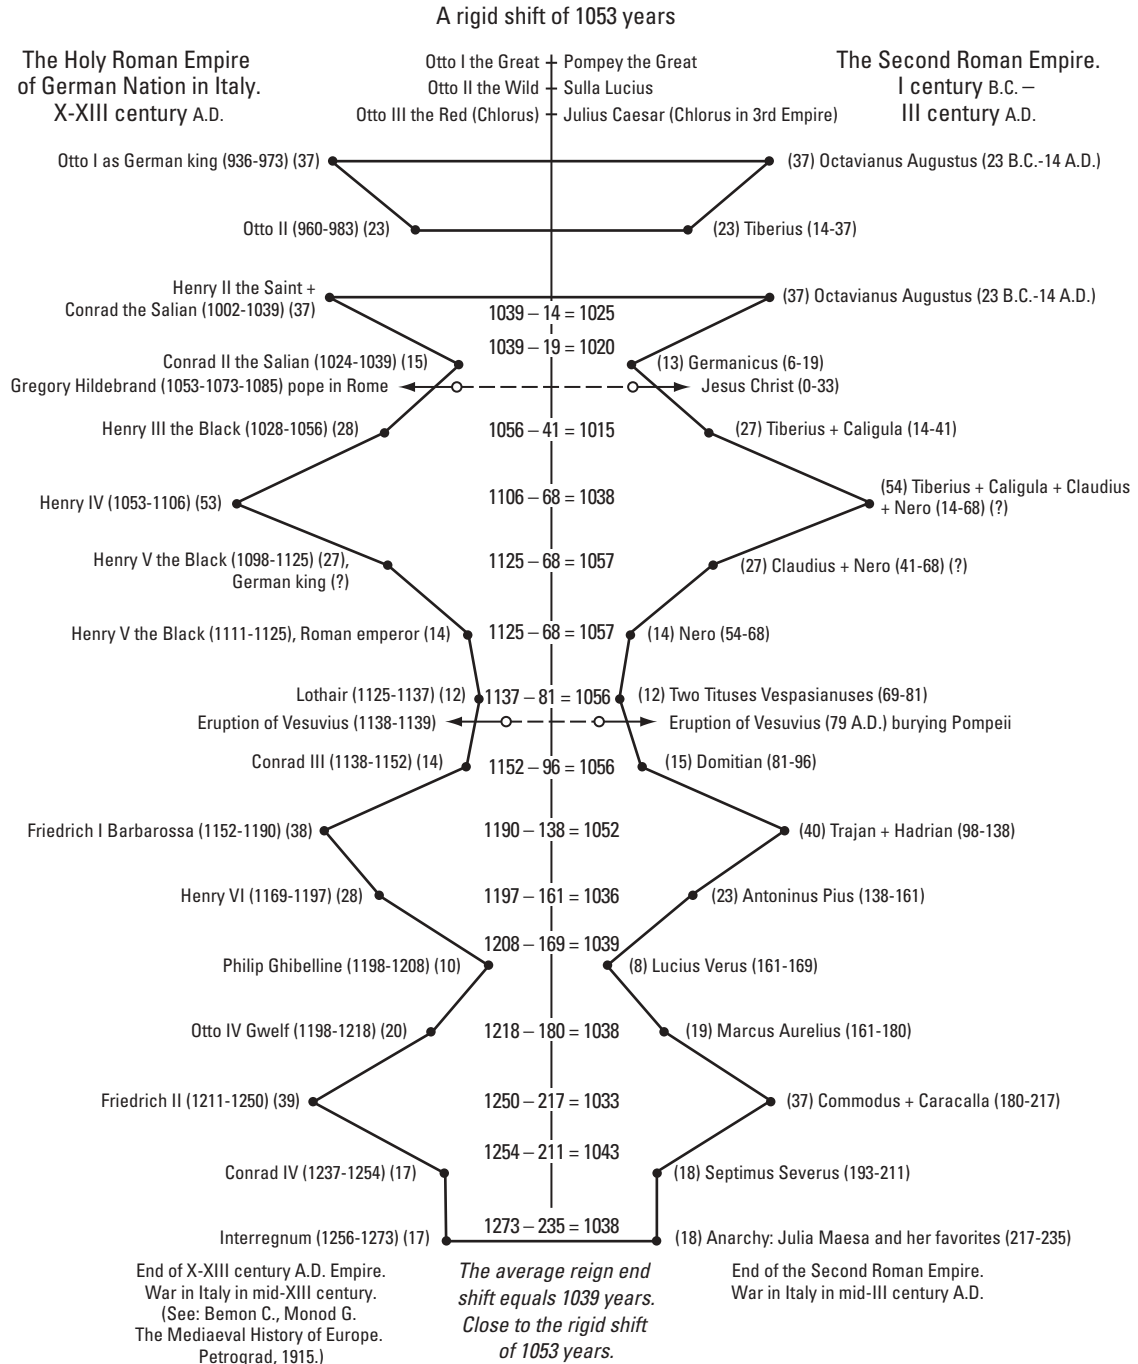 A rigid shift of 1053 years
The Holy Roman Empire
of German Nation in Italy.
X-XIII century A.D.
Otto I the Great
Pompey the Great
Otto II the Wild
Sulla Lucius
Otto III the Red (Chlorus)
Julius Caesar (Chlorus in 3rd Empire)
The Second Roman Empire.
I century B.C. –
III century A.D.
Otto I as German king (936-973) (37)
(37) Octavianus Augustus (23 B.C.-14 A.D.)
Otto II (960-983) (23)
(23) Tiberius (14-37)
Henry II the Saint +
Conrad the Salian (1002-1039) (37)
(37) Octavianus Augustus (23 B.C.-14 A.D.)
1039 – 14 = 1025
1039 – 19 = 1020
Conrad II the Salian (1024-1039) (15)
(13) Germanicus (6-19)
Gregory Hildebrand (1053-1073-1085) pope in Rome
Jesus Christ (0-33)
Henry III the Black (1028-1056) (28)
1056 – 41 = 1015
(27) Tiberius + Caligula (14-41)
Henry IV (1053-1106) (53)
1106 – 68 = 1038
(54) Tiberius + Caligula + Claudius
+ Nero (14-68) (?)
Henry V the Black (1098-1125) (27),
German king (?)
1125 – 68 = 1057
(27) Claudius + Nero (41-68) (?)
Henry V the Black (1111-1125), Roman emperor (14)
1125 – 68 = 1057
(14) Nero (54-68)
Lothair (1125-1137) (12)
1137 – 81 = 1056
(12) Two Tituses Vespasianuses (69-81)
Eruption of Vesuvius (1138-1139)
Eruption of Vesuvius (79 A.D.) burying Pompeii
Conrad III (1138-1152) (14)
1152 – 96 = 1056
(15) Domitian (81-96)
Friedrich I Barbarossa (1152-1190) (38)
1190 – 138 = 1052
(40) Trajan + Hadrian (98-138)
Henry VI (1169-1197) (28)
1197 – 161 = 1036
(23) Antoninus Pius (138-161)
1208 – 169 = 1039
Philip Ghibelline (1198-1208) (10)
(8) Lucius Verus (161-169)
Otto IV Gwelf (1198-1218) (20)
1218 – 180 = 1038
(19) Marcus Aurelius (161-180)
Friedrich II (1211-1250) (39)
1250 – 217 = 1033
(37) Commodus + Caracalla (180-217)
1254 – 211 = 1043
Conrad IV (1237-1254) (17)
(18) Septimus Severus (193-211)
Interregnum (1256-1273) (17)
1273 – 235 = 1038
(18) Anarchy: Julia Maesa and her favorites (217-235)
End of X-XIII century A.D. Empire.
War in Italy in mid-XIII century.
(See: Bemon C., Monod G.
The Mediaeval History of Europe.
Petrograd, 1915.)
The average reign end
shift equals 1039 years.
Close to the rigid shift
of 1053 years.
End of the Second Roman Empire.
War in Italy in mid-III century A.D.